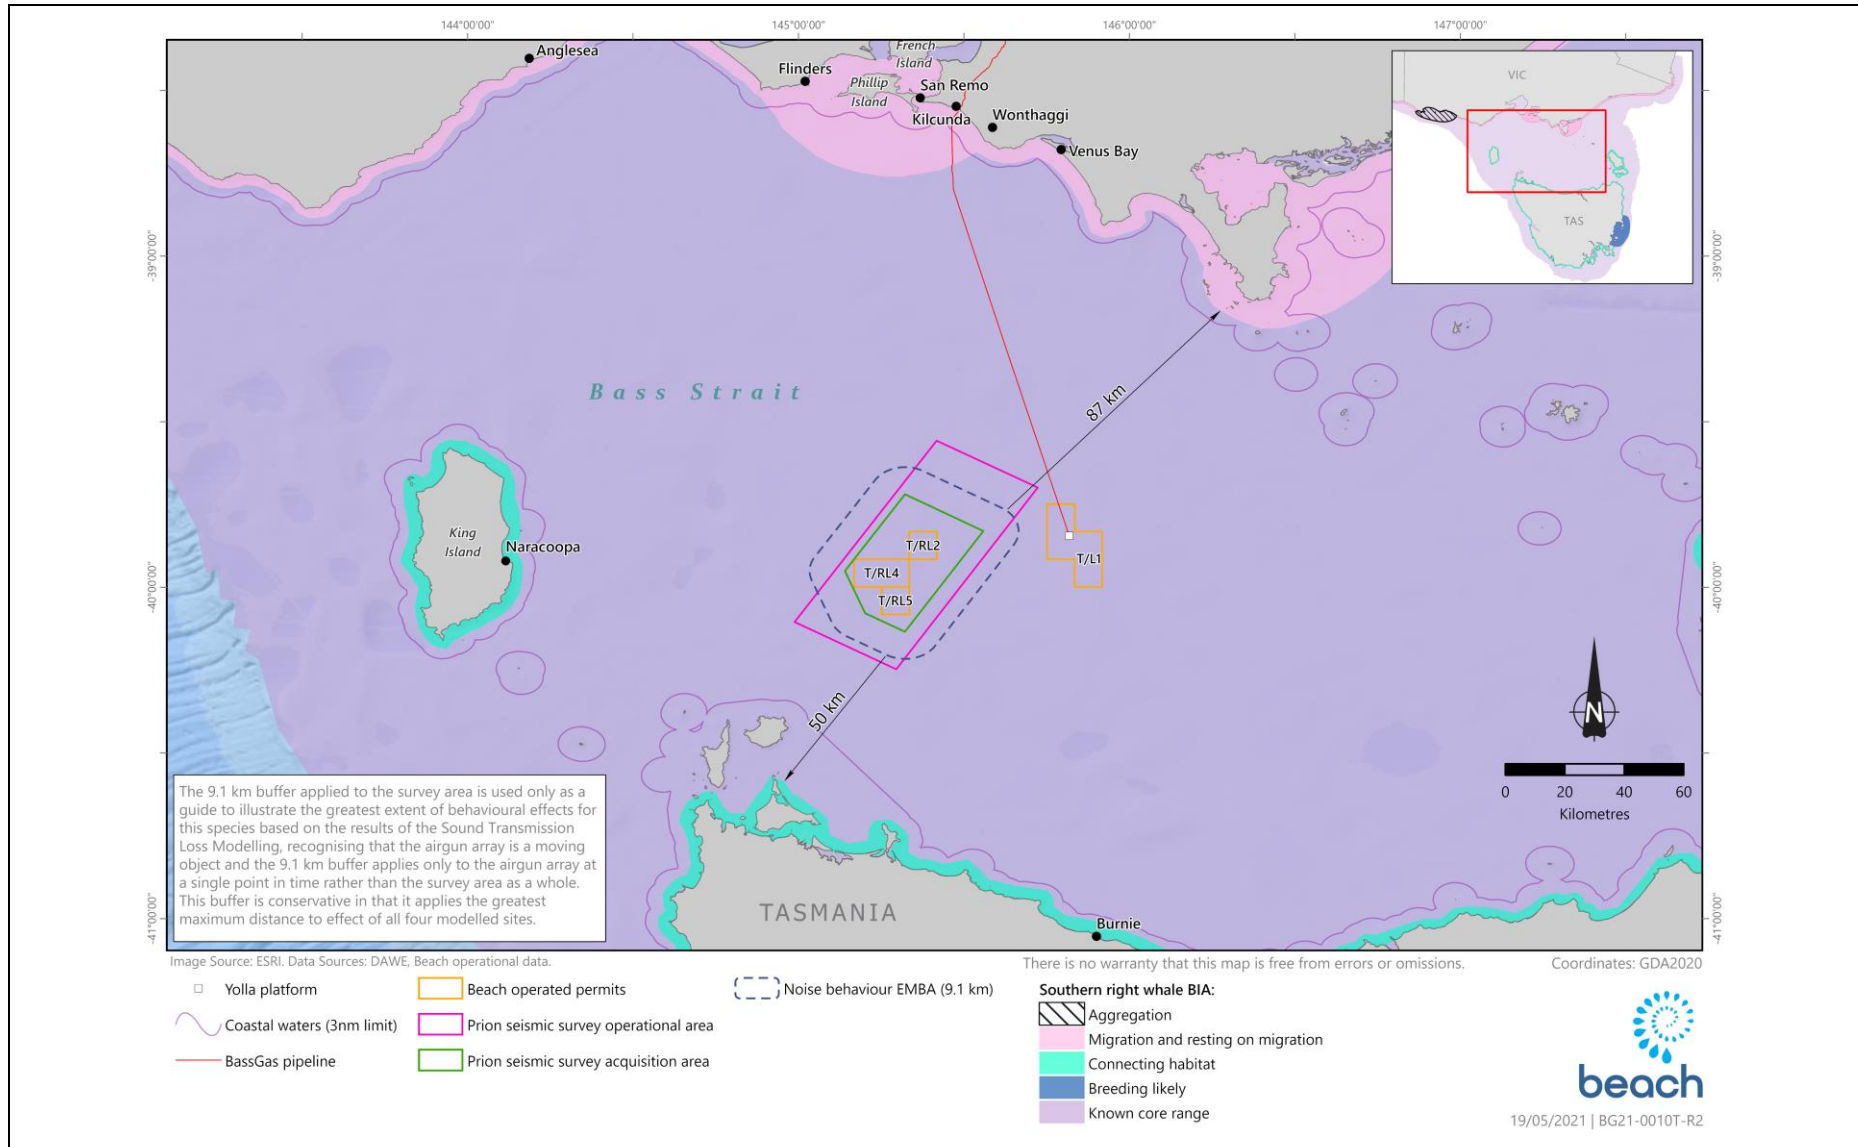 144°00'00"
145°00'00"
146°00'00"
147°00'00"
-39°00'00"
-40°00'00"
-41°00'00"
-39°00'00"
-40°00'00"
-41°00'00"
Anglesea
Flinders
French
Island
Phillip
Island
San Remo
Kilcunda
Wonthaggi
Venus Bay
VIC
TAS
Bass Strait
87 km
King
Island
Naracoopa
T/RL2
T/RL4
T/RL5
T/L1
50 km
N
0 20 40 60
Kilometres
TASMANIA
Burnie
The 9.1 km buffer applied to the survey area is used only as a
guide to illustrate the greatest extent of behavioural effects for
this species based on the results of the Sound Transmission
Loss Modelling, recognising that the airgun array is a moving
object and the 9.1 km buffer applies only to the airgun array at
a single point in time rather than the survey area as a whole.
This buffer is conservative in that it applies the greatest
maximum distance to effect of all four modelled sites.
Image Source: ESRI. Data Sources: DAWE, Beach operational data.
There is no warranty that this map is free from errors or omissions.
Coordinates: GDA2020
Yolla platform
Coastal waters (3nm limit)
BassGas pipeline
Beach operated permits
Prion seismic survey operational area
Prion seismic survey acquisition area
Noise behaviour EMBA (9.1 km)
Southern right whale BIA:
Aggregation
Migration and resting on migration
Connecting habitat
Breeding likely
Known core range
beach
19/05/2021 | BG21-0010T-R2